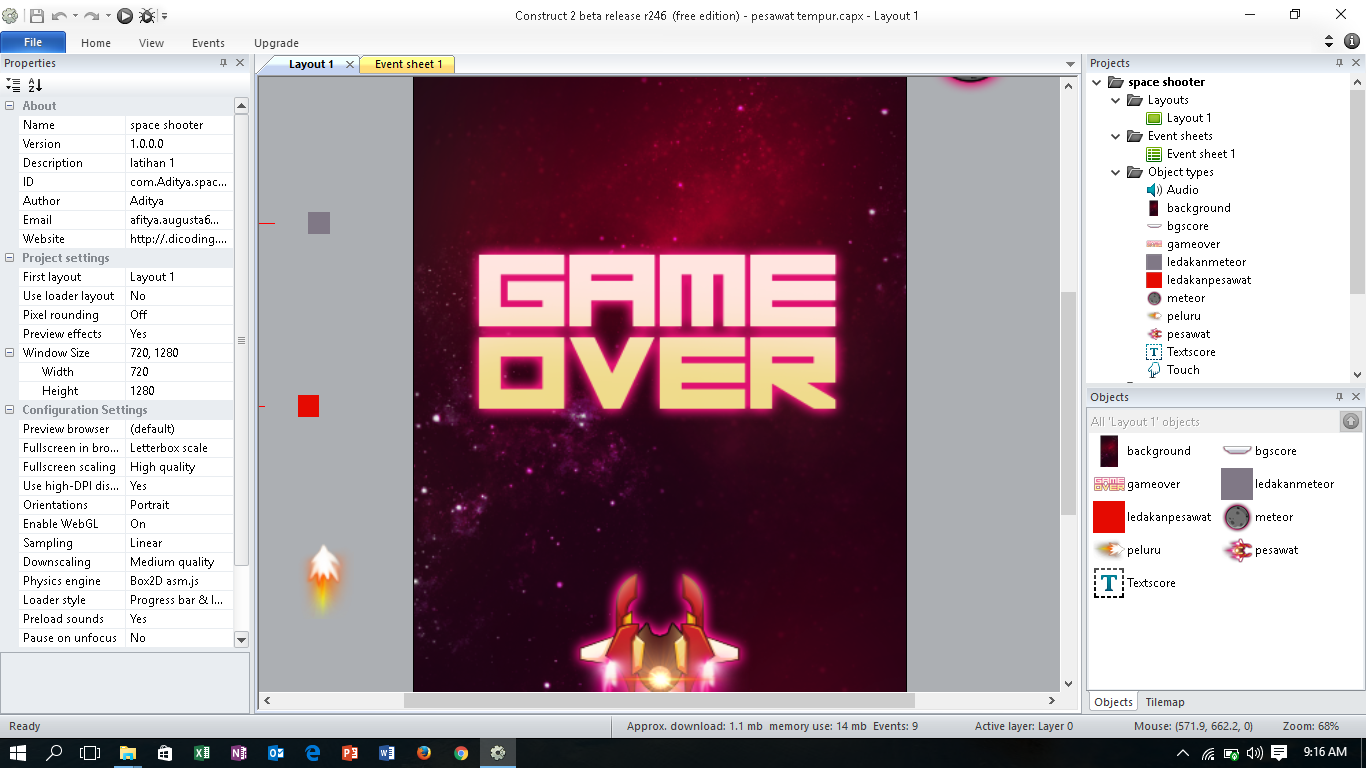 Construct 2 beta release r246 (free edition) - pesawat tempur.capx - Layout 1
File Home View Events Upgrade
Properties
About
Name space shooter
Version 1.0.0.0
Description latihan 1
ID com.Aditya.spac...
Author Aditya
Email afitya.augusta6...
Website http://.dicoding....
Project settings
First layout Layout 1
Use loader layout No
Pixel rounding Off
Preview effects Yes
Window Size 720, 1280
Width 720
Height 1280
Configuration Settings
Preview browser (default)
Fullscreen in bro... Letterbox scale
Fullscreen scaling High quality
Use high-DPI dis... Yes
Orientations Portrait
Enable WebGL On
Sampling Linear
Downscaling Medium quality
Physics engine Box2D asm.js
Loader style Progress bar & l...
Preload sounds Yes
Pause on unfocus No
Layout 1 Event sheet 1
GAME
OVER
Projects
space shooter
Layouts
Layout 1
Event sheets
Event sheet 1
Object types
Audio
background
bgscore
gameover
ledakanmeteor
ledakanpesawat
meteor
peluru
pesawat
Textscore
Touch
Objects
All 'Layout 1' objects
background bgscore
gameover ledakanmeteor
ledakanpesawat meteor
peluru pesawat
Textscore
Objects Tilemap
Ready Approx. download: 1.1 mb memory use: 14 mb Events: 9 Active layer: Layer 0 Mouse: (571.9, 662.2, 0) Zoom: 68%
9:16 AM